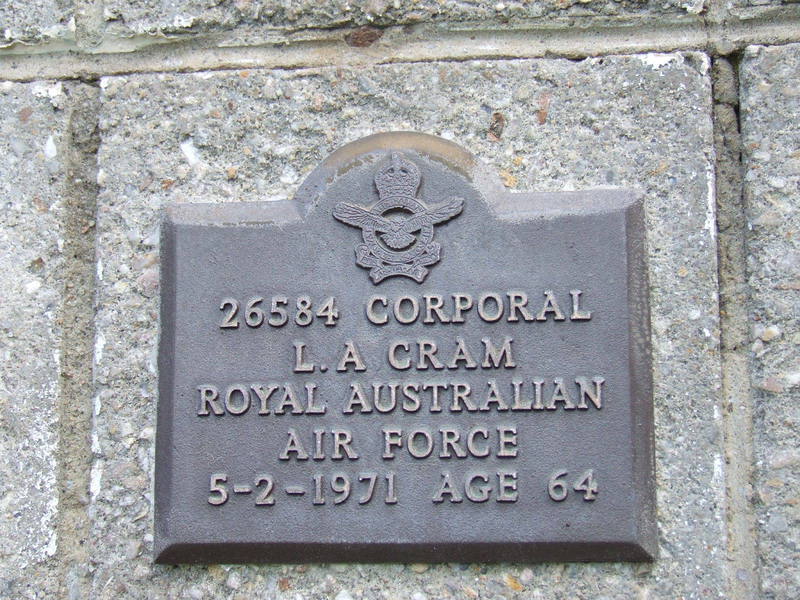 26584 CORPORAL
L. A CRAM
ROYAL AUSTRALIAN
AIR FORCE
5-2-1971 AGE 64